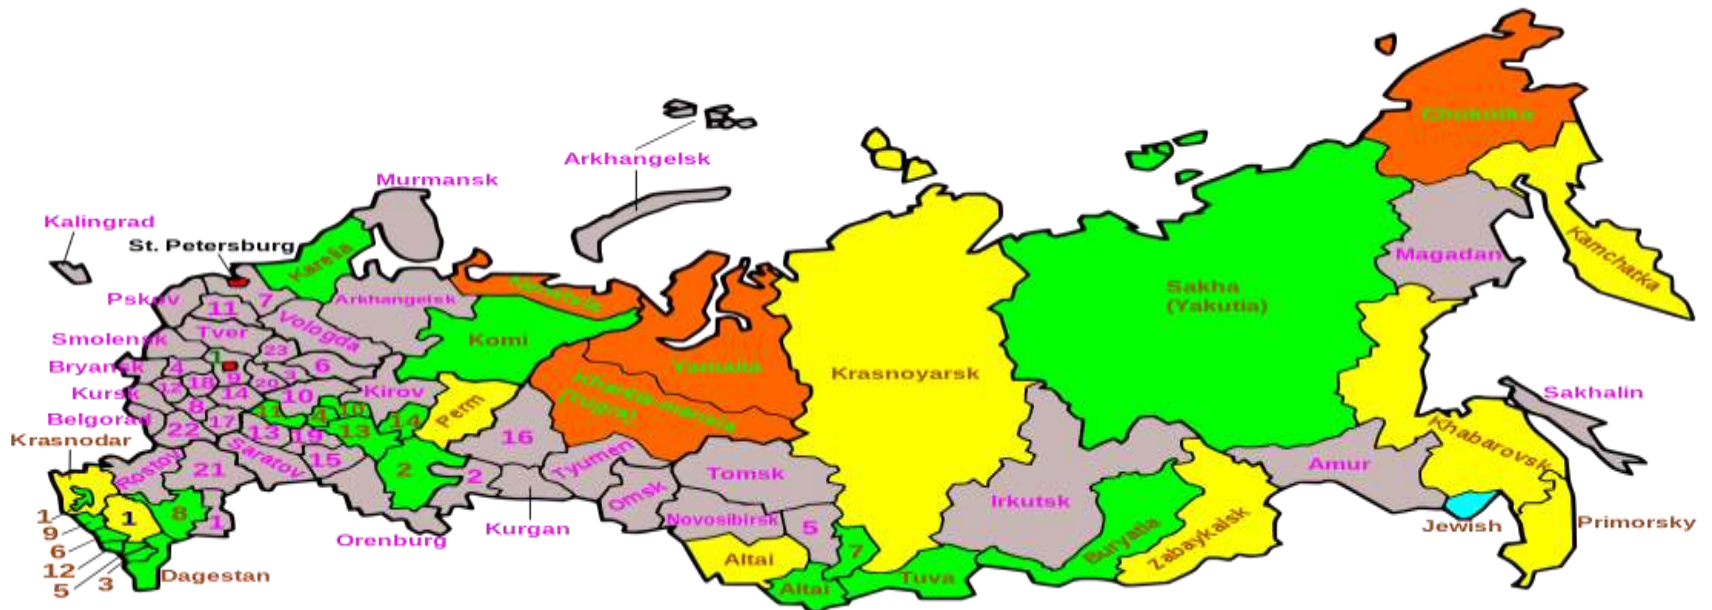 Chukotka
Arkhangelsk
Murmansk
Kalingrad
St. Petersburg
Karelia
Kamchatka
Magadan
Sakha
(Yakutia)
Pskov
7
Arkhangelsk
11
Vologda
Tver
Smolensk
Komi
1
23
Bryansk
4
9
3
6
Yamalia
Krasnoyarsk
12
18
20
Kursk
14
10
Kirov
Khantia-mansia
(Yugra)
Perm
Sakhalin
8
11
4
10
Belgorod
22
17
13
19
13
14
16
Krasnodar
Khabarovsk
Rostov
21
Saratov
15
2
2
Tyumen
Tomsk
Amur
Omsk
Irkutsk
1
1
8
1
Novosibirsk
5
Kurgan
Orenburg
Jewish
Primorsky
9
6
7
Buryatia
Zabaykalsk
12
5
3
Dagestan
Altai
Altai
Tuva